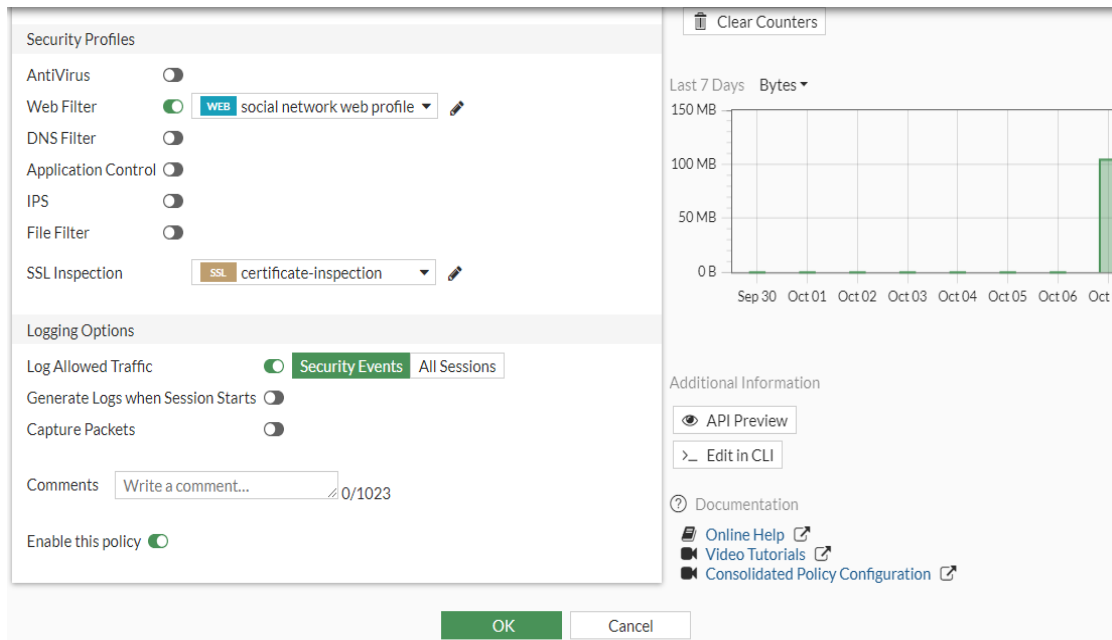 Security Profiles
AntiVirus
Web Filter WEB social network web profile
DNS Filter
Application Control
IPS
File Filter
SSL Inspection SSL certificate-inspection
Logging Options
Log Allowed Traffic Security Events All Sessions
Generate Logs when Session Starts
Capture Packets
Comments Write a comment... 0/1023
Enable this policy
Clear Counters
Last 7 Days Bytes
150 MB
100 MB
50 MB
0 B
Sep 30 Oct 01 Oct 02 Oct 03 Oct 04 Oct 05 Oct 06 Oct
Additional Information
API Preview
>_ Edit in CLI
? Documentation
Online Help
Video Tutorials
Consolidated Policy Configuration
OK Cancel